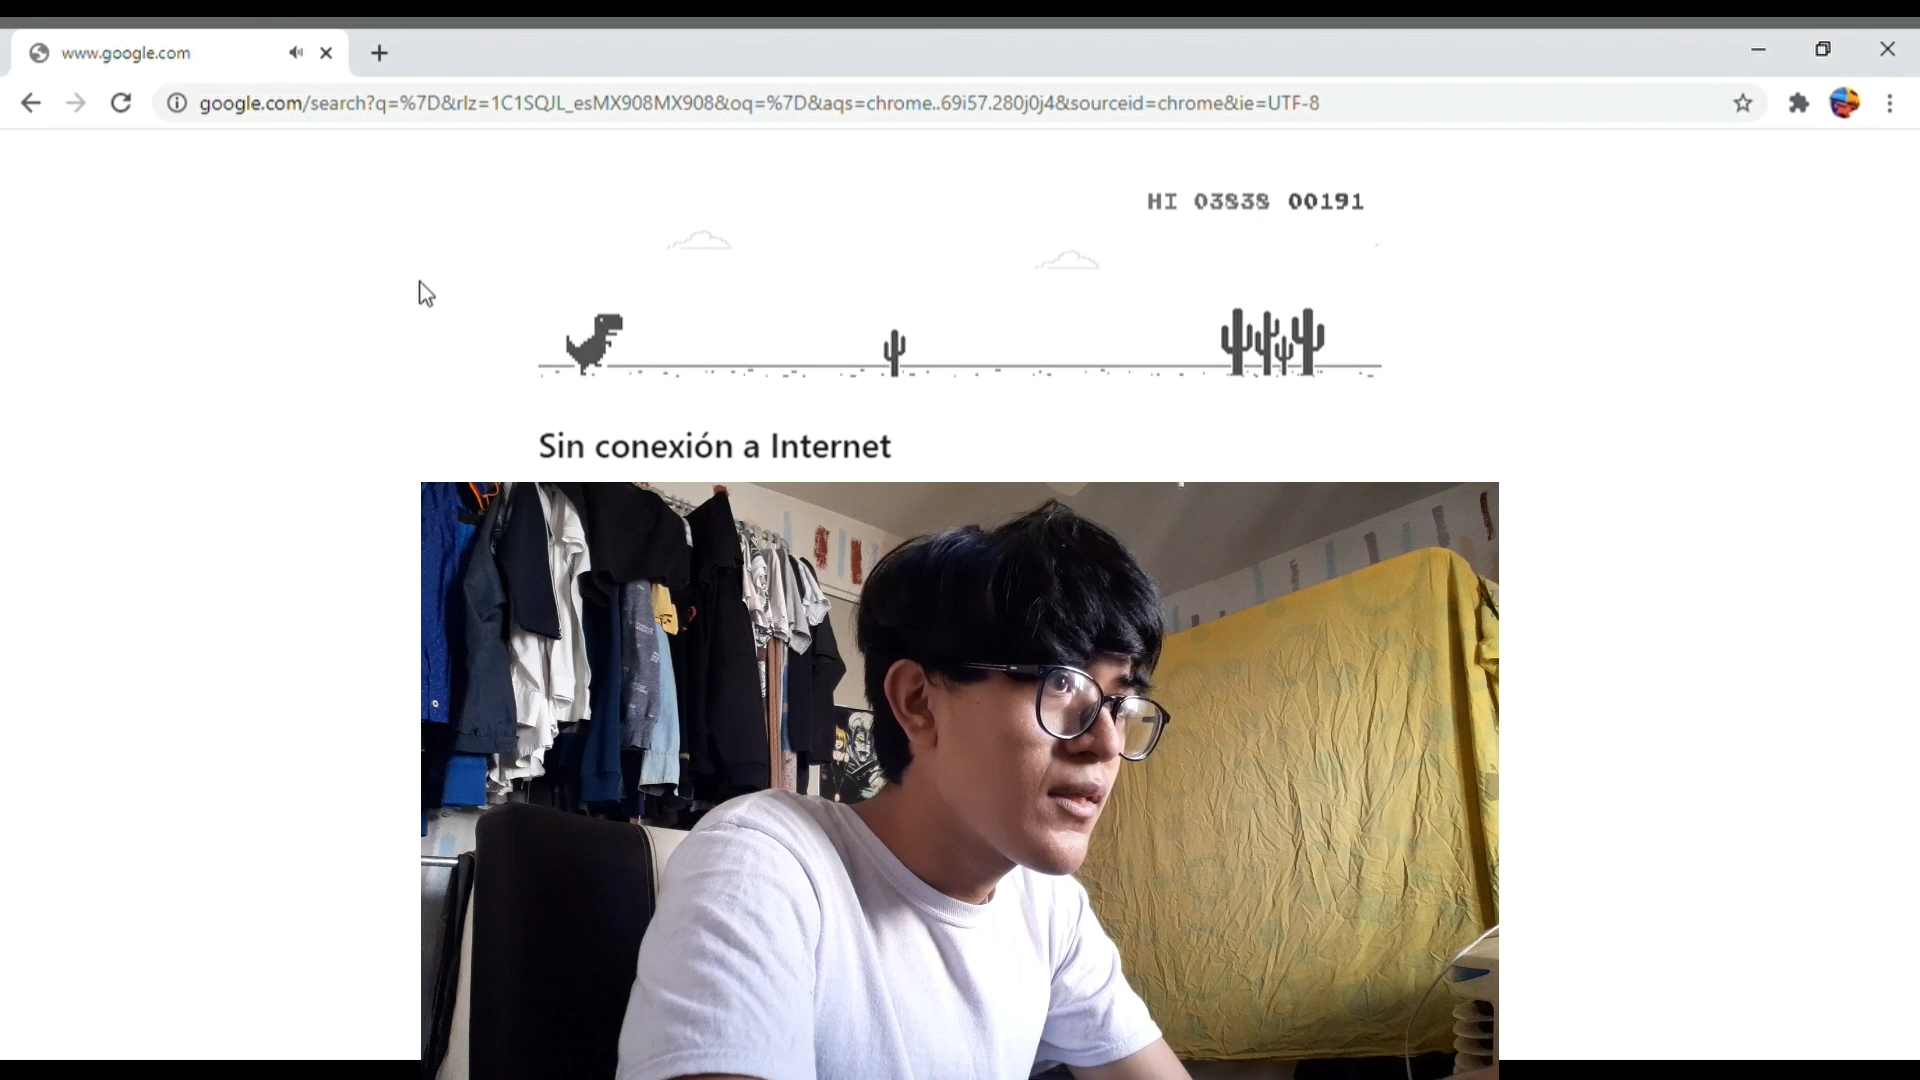 www.google.com
google.com/search?q=%7D&rlz=1C1SQJL_esMX908MX908&oq=%7D&aqs=chrome..69i57.280j0j4&sourceid=chrome&ie=UTF-8
HI 03838 00191
Sin conexión a Internet